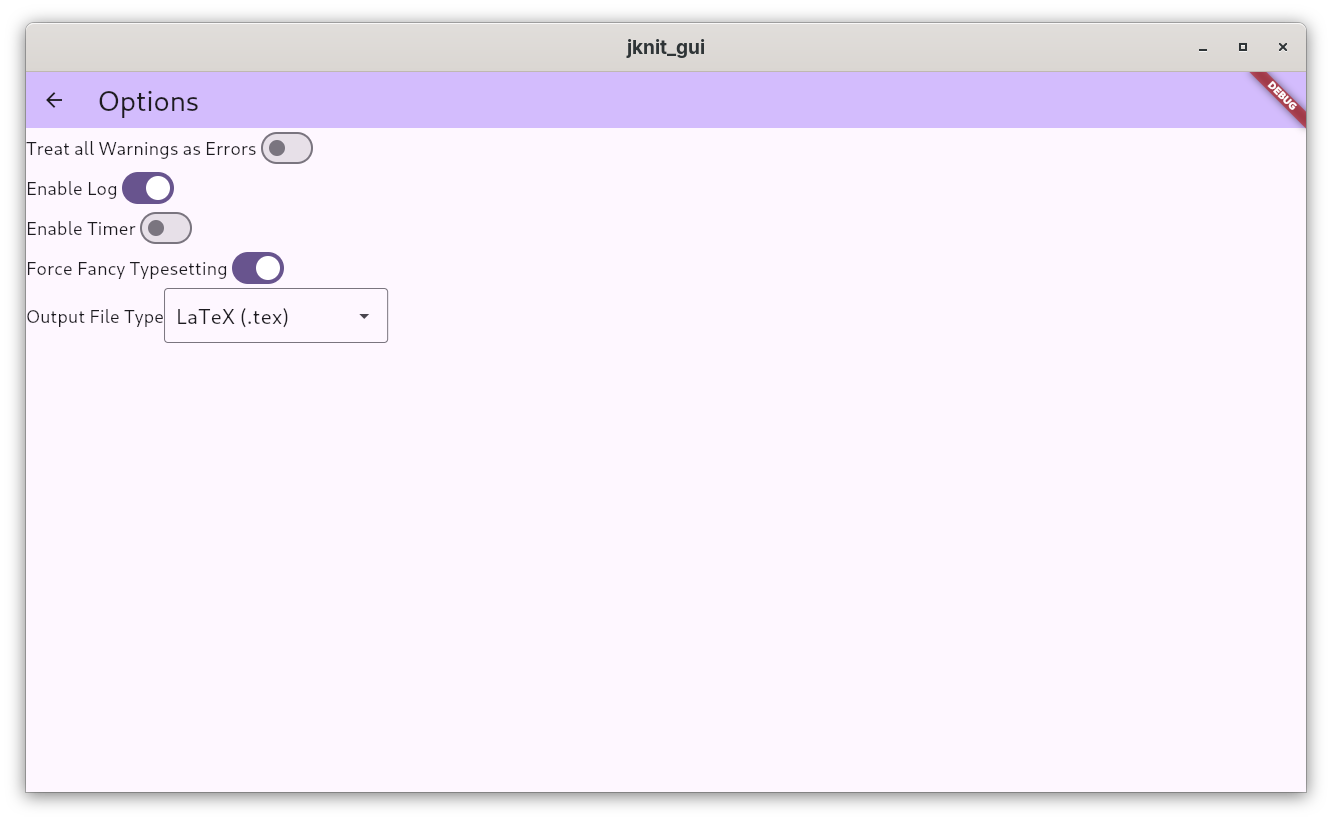 jknit_gui
Options
DEBUG
Treat all Warnings as Errors
Enable Log
Enable Timer
Force Fancy Typesetting
Output File Type LaTeX (.tex)